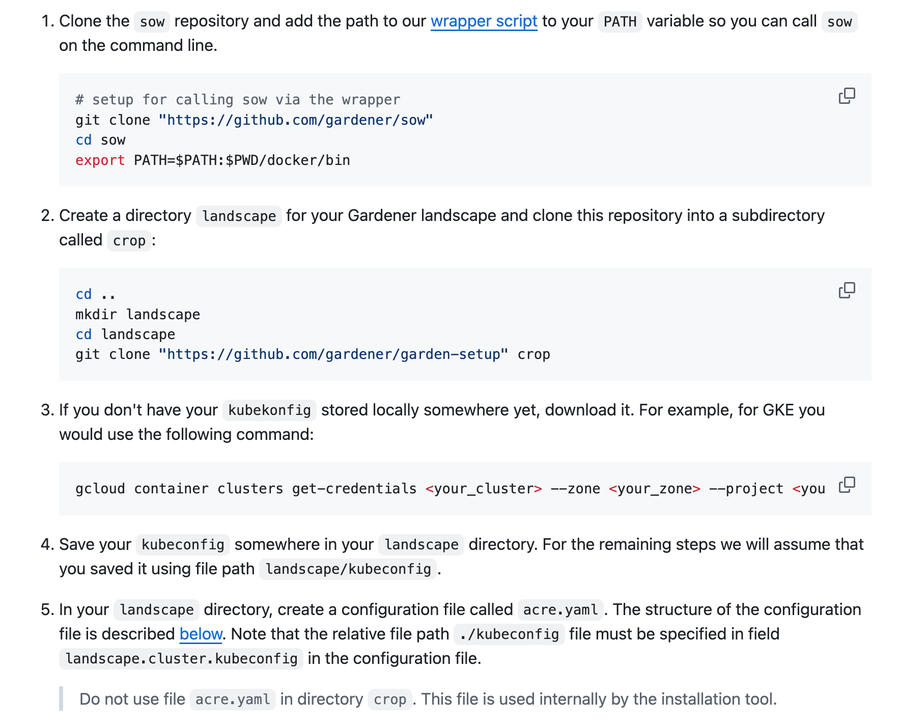 1. Clone the sow repository and add the path to our wrapper script to your PATH variable so you can call sow
on the command line.
# setup for calling sow via the wrapper
git clone "https://github.com/gardener/sow"
cd sow
export PATH=$PATH:$PWD/docker/bin
2. Create a directory landscape for your Gardener landscape and clone this repository into a subdirectory
called crop :
cd ..
mkdir landscape
cd landscape
git clone "https://github.com/gardener/garden-setup" crop
3. If you don't have your kubekonfig stored locally somewhere yet, download it. For example, for GKE you
would use the following command:
gcloud container clusters get-credentials <your_cluster> --zone <your_zone> --project <you
4. Save your kubeconfig somewhere in your landscape directory. For the remaining steps we will assume that
you saved it using file path landscape/kubeconfig .
5. In your landscape directory, create a configuration file called acre.yaml . The structure of the configuration
file is described below. Note that the relative file path ./kubeconfig file must be specified in field
landscape.cluster.kubeconfig in the configuration file.
Do not use file acre.yaml in directory crop . This file is used internally by the installation tool.